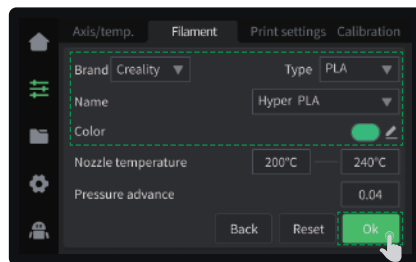 Axis/temp. Filament Print settings Calibration
Brand Creality Type PLA
Name Hyper PLA
Color
Nozzle temperature 200°C 240°C
Pressure advance 0.04
Back Reset Ok